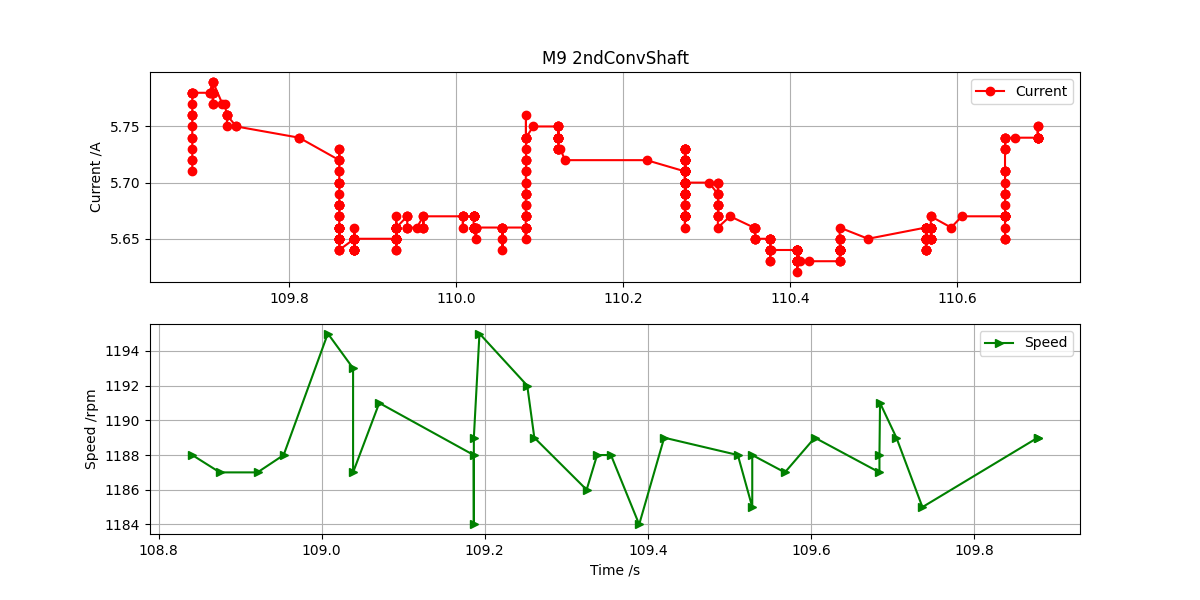 M9 2ndConvShaft
Current /A
5.75
5.70
5.65
Current
109.8 110.0 110.2 110.4 110.6
Speed /rpm
1194
1192
1190
1188
1186
1184
Speed
108.8 109.0 109.2 109.4 109.6 109.8
Time /s